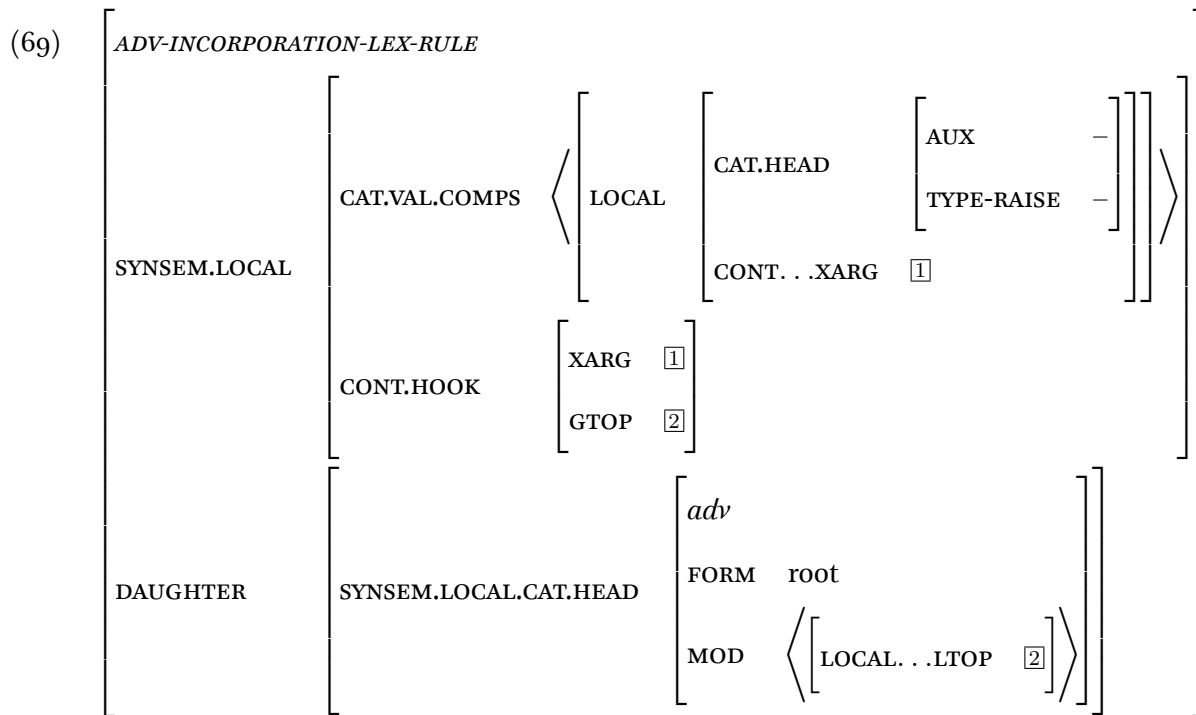 (69)
ADV-INCORPORATION-LEX-RULE
AUX –
CAT.HEAD
TYPE-RAISE –
CAT.VAL.COMPS LOCAL
CONT. . .XARG 1
SYNSEM.LOCAL
XARG 1
CONT.HOOK
GTOP 2
adv
FORM root
DAUGHTER SYNSEM.LOCAL.CAT.HEAD
MOD LOCAL. . .LTOP 2